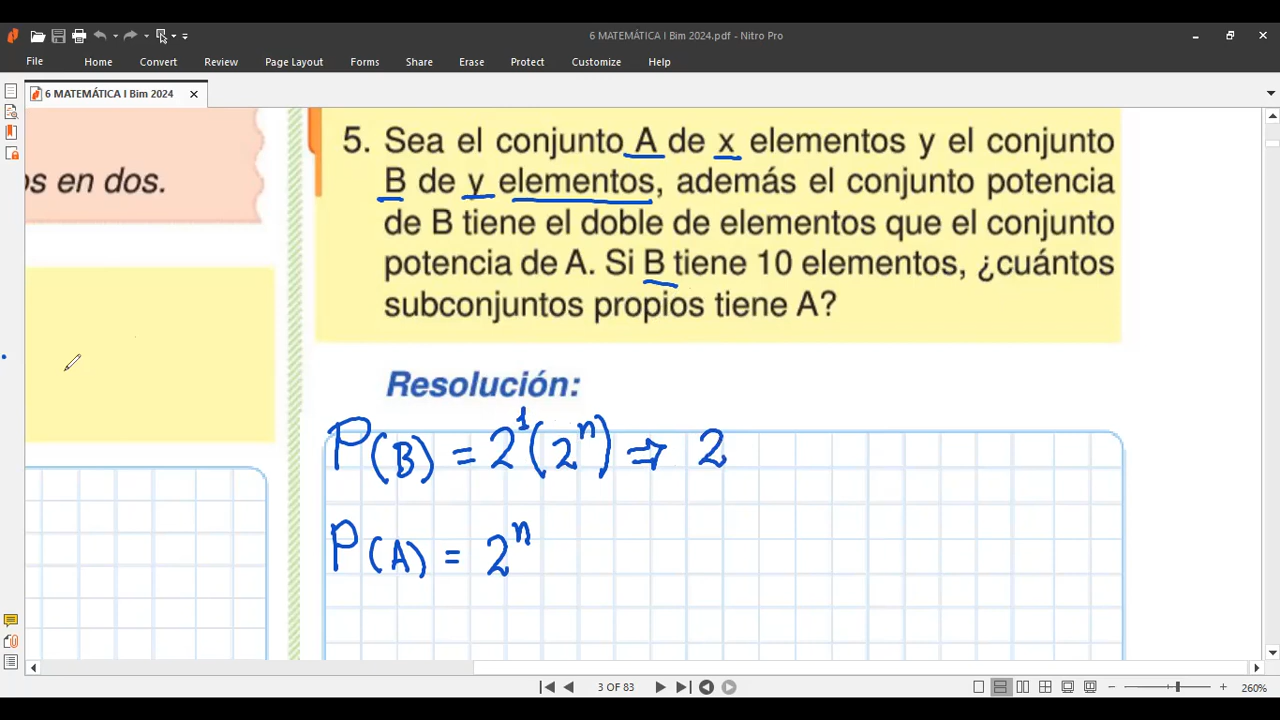 6 MATEMÁTICA I Bim 2024.pdf - Nitro Pro
File Home Convert Review Page Layout Forms Share Erase Protect Customize Help
6 MATEMÁTICA I Bim 2024
os en dos.
5. Sea el conjunto A de x elementos y el conjunto
B de y elementos, además el conjunto potencia
de B tiene el doble de elementos que el conjunto
potencia de A. Si B tiene 10 elementos, ¿cuántos
subconjuntos propios tiene A?
Resolución:
P(B) = 2¹(2ⁿ) ⇒ 2
P(A) = 2ⁿ
3 OF 83
260%